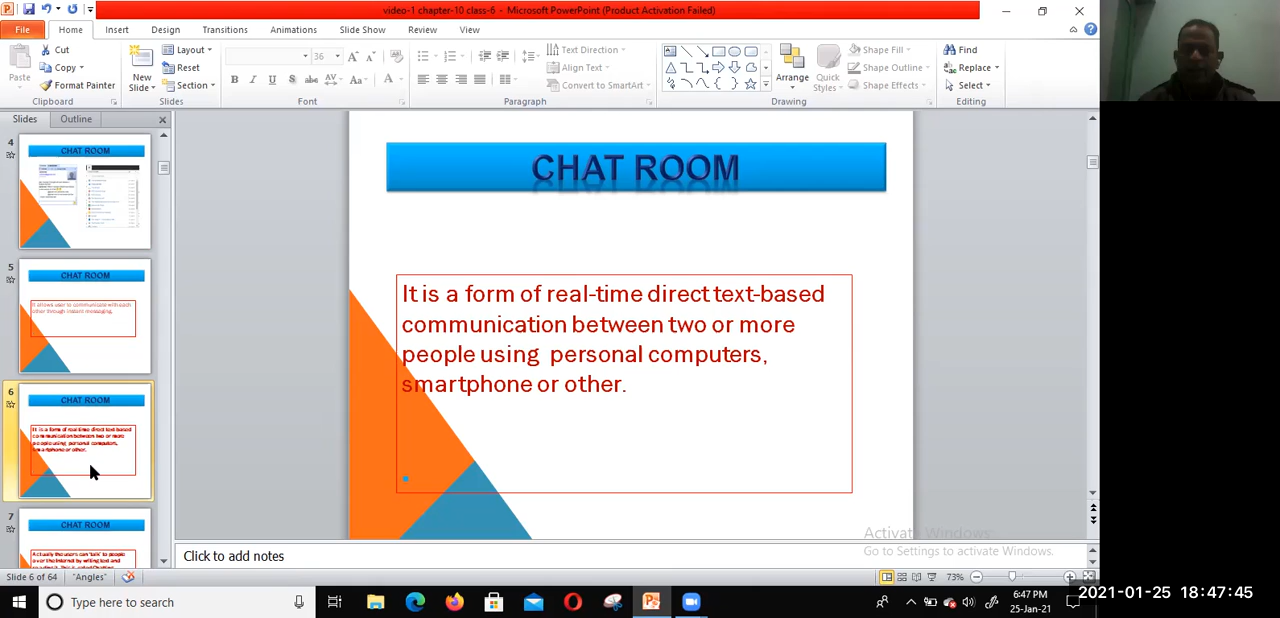 video-1 chapter-10 class-6 - Microsoft PowerPoint (Product Activation Failed)
File Home Insert Design Transitions Animations Slide Show Review View
Paste
Cut
Copy
Format Painter
Clipboard
New Slide
Layout
Reset
Section
Slides
36
Font
Text Direction
Align Text
Convert to SmartArt
Paragraph
Arrange
Quick Styles
Shape Fill
Shape Outline
Shape Effects
Drawing
Find
Replace
Select
Editing
Slides Outline
4
CHAT ROOM
5
CHAT ROOM
It allows user to communicate with each
other through instant messaging.
6
CHAT ROOM
It is a form of real-time direct text-based
communication between two or more
people using personal computers,
smartphone or other.
7
CHAT ROOM
Actually the users can 'talk' to people
over the Internet by writing text and
CHAT ROOM
It is a form of real-time direct text-based
communication between two or more
people using personal computers,
smartphone or other.
Activate Windows
Go to Settings to activate Windows.
Click to add notes
Slide 6 of 64 "Angles" 73%
Type here to search
6:47 PM
25-Jan-21
2021-01-25 18:47:45